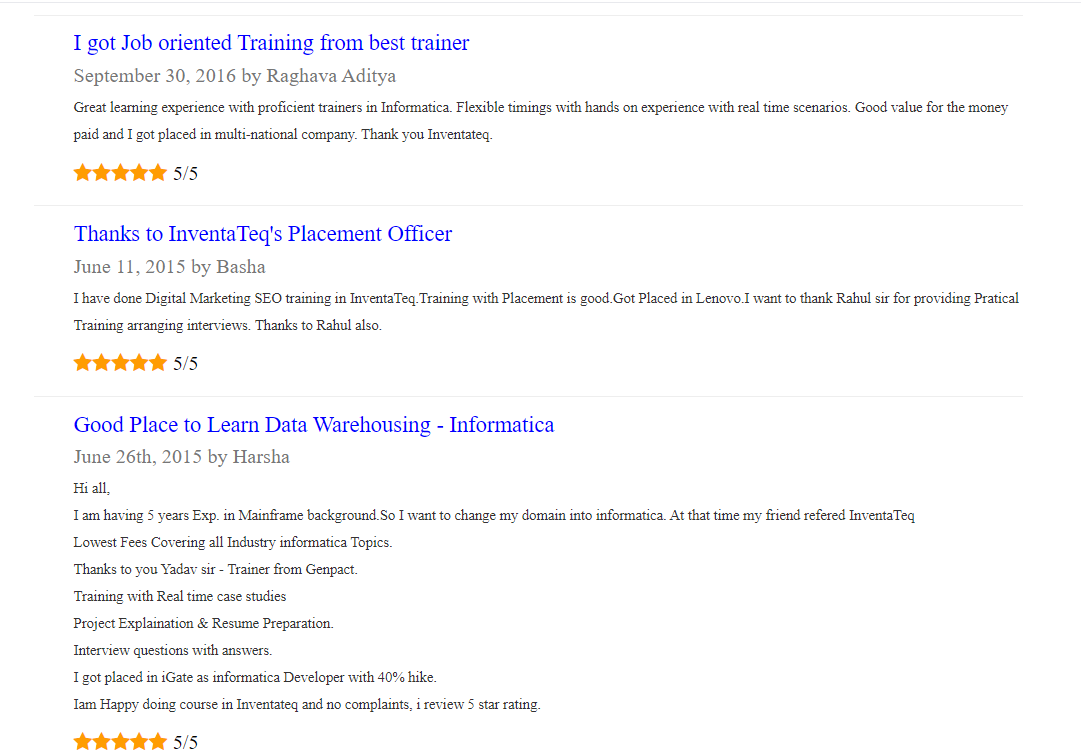 I got Job oriented Training from best trainer
September 30, 2016 by Raghava Aditya
Great learning experience with proficient trainers in Informatica. Flexible timings with hands on experience with real time scenarios. Good value for the money
paid and I got placed in multi-national company. Thank you Inventateq.
5/5
Thanks to InventaTeq's Placement Officer
June 11, 2015 by Basha
I have done Digital Marketing SEO training in InventaTeq.Training with Placement is good.Got Placed in Lenovo.I want to thank Rahul sir for providing Pratical
Training arranging interviews. Thanks to Rahul also.
5/5
Good Place to Learn Data Warehousing - Informatica
June 26th, 2015 by Harsha
Hi all,
I am having 5 years Exp. in Mainframe background.So I want to change my domain into informatica. At that time my friend refered InventaTeq
Lowest Fees Covering all Industry informatica Topics.
Thanks to you Yadav sir - Trainer from Genpact.
Training with Real time case studies
Project Explaination & Resume Preparation.
Interview questions with answers.
I got placed in iGate as informatica Developer with 40% hike.
Iam Happy doing course in Inventateq and no complaints, i review 5 star rating.
5/5